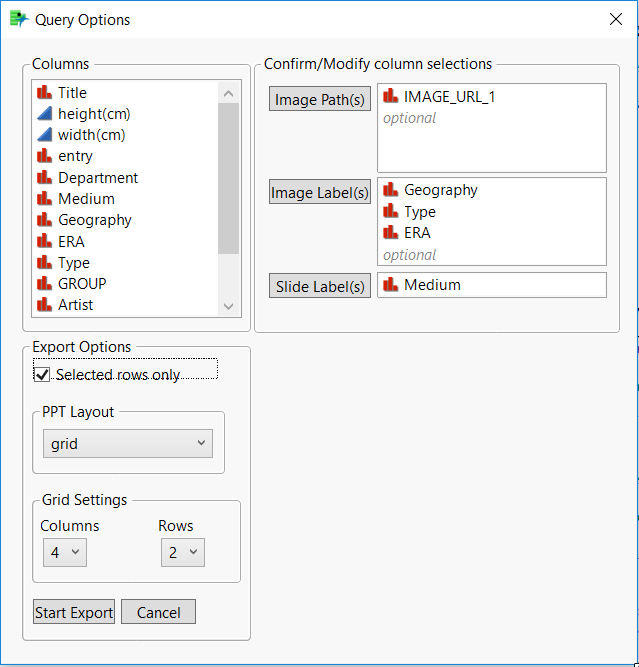 Query Options
Columns
Title
height(cm)
width(cm)
entry
Department
Medium
Geography
ERA
Type
GROUP
Artist
Confirm/Modify column selections
Image Path(s)
IMAGE_URL_1
optional
Image Label(s)
Geography
Type
ERA
optional
Slide Label(s)
Medium
Export Options
Selected rows only
PPT Layout
grid
Grid Settings
Columns Rows
4 2
Start Export Cancel